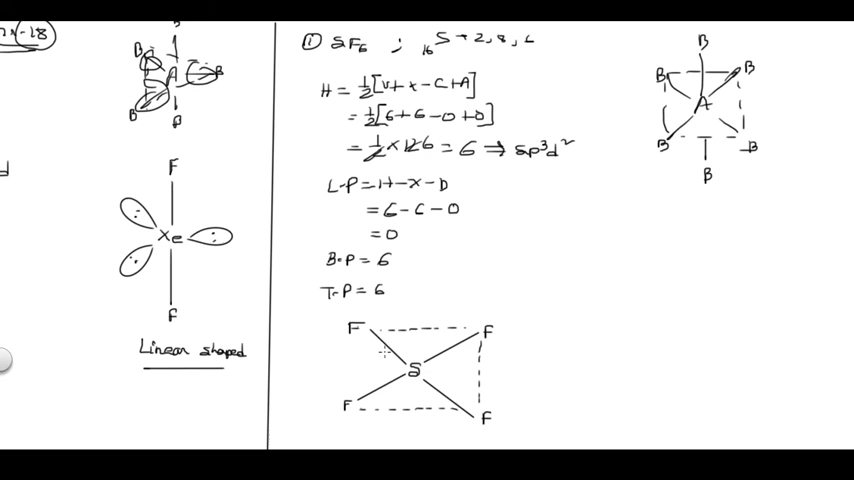 B
B
A
B
B
B
F
Xe
F
Linear shaped
① SF₆ ; ₁₆S → 2, 8, 6
H = 1/2 [V + X - C + A]
= 1/2 [6 + 6 - 0 + 0]
= 1/2 × 12 6 = 6 ⇒ sp³d²
L-P = H - X - D
= 6 - 6 - 0
= 0
B-P = 6
T-P = 6
F F
S
F F
B
B B
A
B B
B